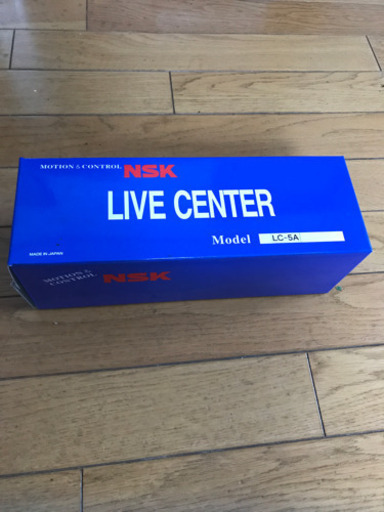 MOTION & CONTROL NSK
LIVE CENTER
Model LC-5A
MADE IN JAPAN
MOTION &
CONTROL NSK